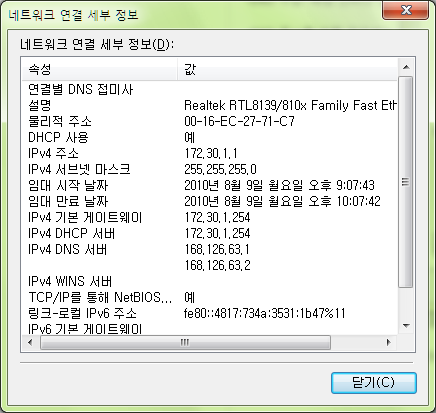 네트워크 연결 세부 정보
네트워크 연결 세부 정보(D):
속성 값
연결별 DNS 접미사
설명 Realtek RTL8139/810x Family Fast Eth
물리적 주소 00-16-EC-27-71-C7
DHCP 사용 예
IPv4 주소 172.30.1.1
IPv4 서브넷 마스크 255.255.255.0
임대 시작 날짜 2010년 8월 9일 월요일 오후 9:07:43
임대 만료 날짜 2010년 8월 9일 월요일 오후 10:07:42
IPv4 기본 게이트웨이 172.30.1.254
IPv4 DHCP 서버 172.30.1.254
IPv4 DNS 서버 168.126.63.1
168.126.63.2
IPv4 WINS 서버
TCP/IP를 통해 NetBIOS... 예
링크-로컬 IPv6 주소 fe80::4817:734a:3531:1b47%11
IPv6 기본 게이트웨이
닫기(C)